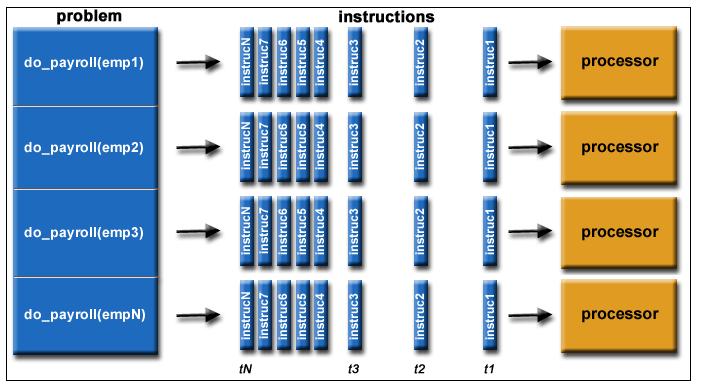 problem instructions
do_payroll(emp1) instrucN instruc7 instruc6 instruc5 instruc4 instruc3 instruc2 instruc1 processor
do_payroll(emp2) instrucN instruc7 instruc6 instruc5 instruc4 instruc3 instruc2 instruc1 processor
do_payroll(emp3) instrucN instruc7 instruc6 instruc5 instruc4 instruc3 instruc2 instruc1 processor
do_payroll(empN) instrucN instruc7 instruc6 instruc5 instruc4 instruc3 instruc2 instruc1 processor
tN t3 t2 t1